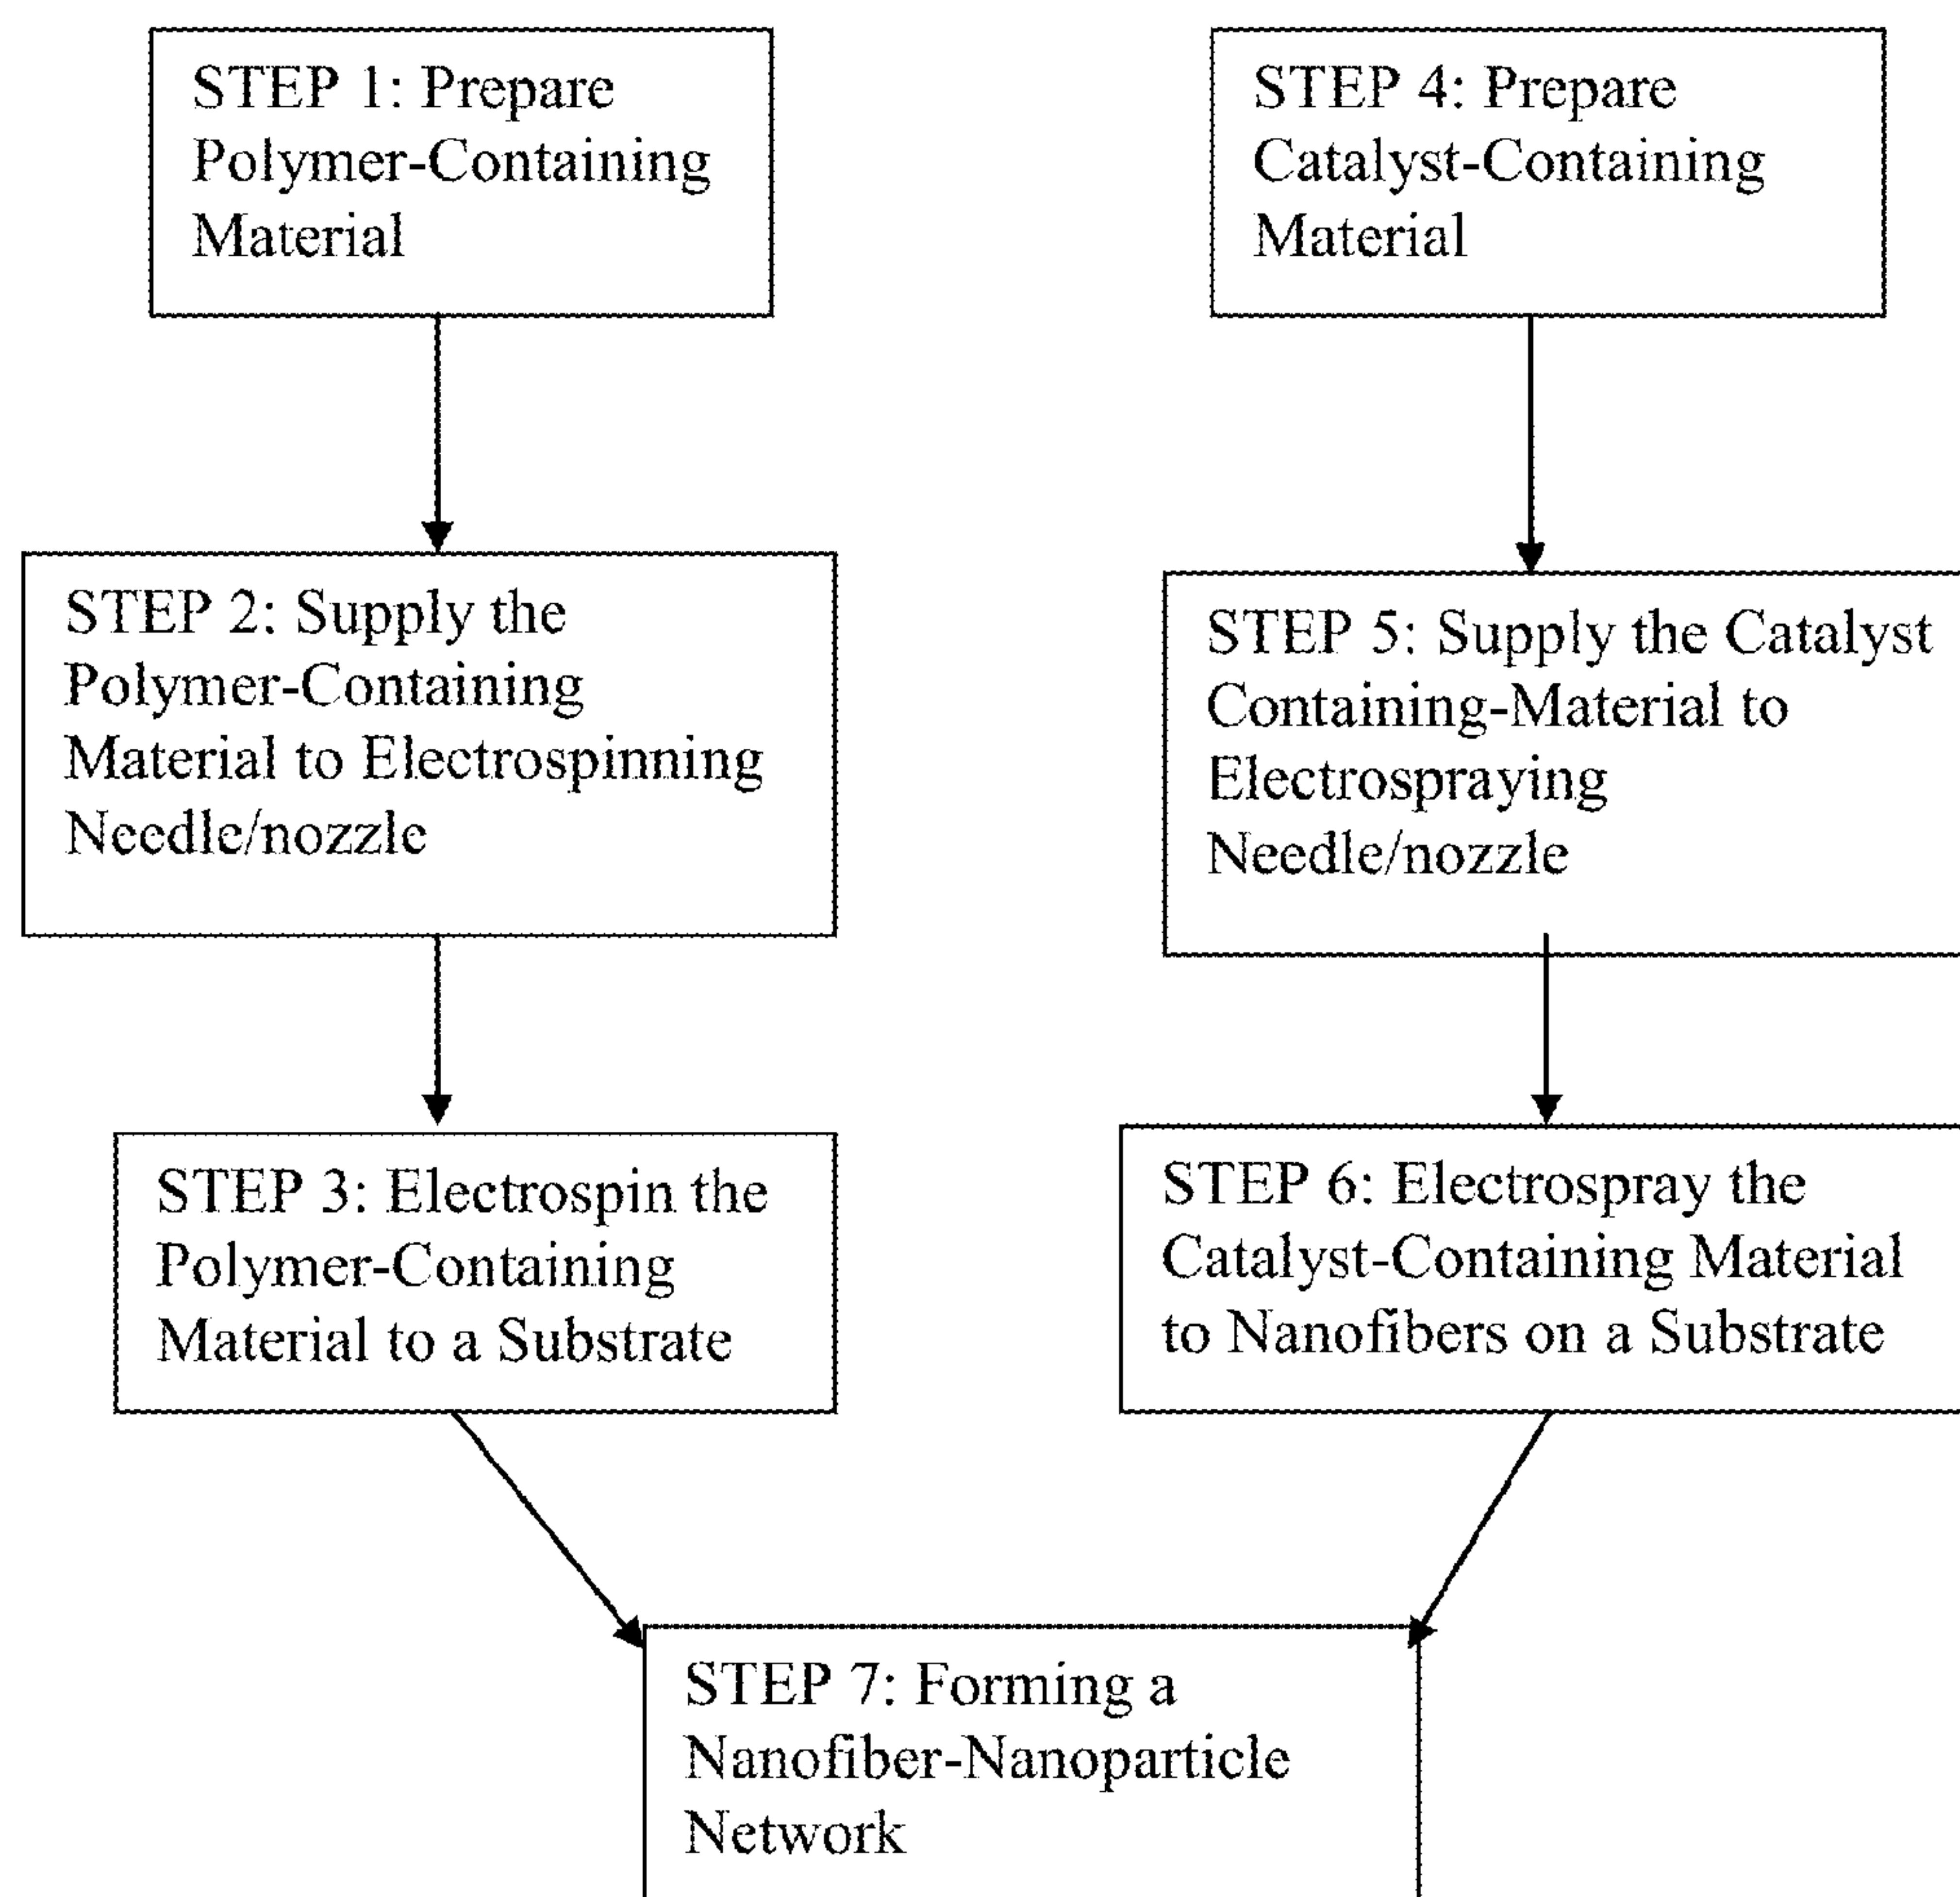 STEP 1: Prepare
Polymer-Containing
Material
STEP 4: Prepare
Catalyst-Containing
Material
STEP 2: Supply the
Polymer-Containing
Material to Electrospinning
Needle/nozzle
STEP 5: Supply the Catalyst
Containing-Material to
Electrospraying
Needle/nozzle
STEP 3: Electrospin the
Polymer-Containing
Material to a Substrate
STEP 6: Electrospray the
Catalyst-Containing Material
to Nanofibers on a Substrate
STEP 7: Forming a
Nanofiber-Nanoparticle
Network